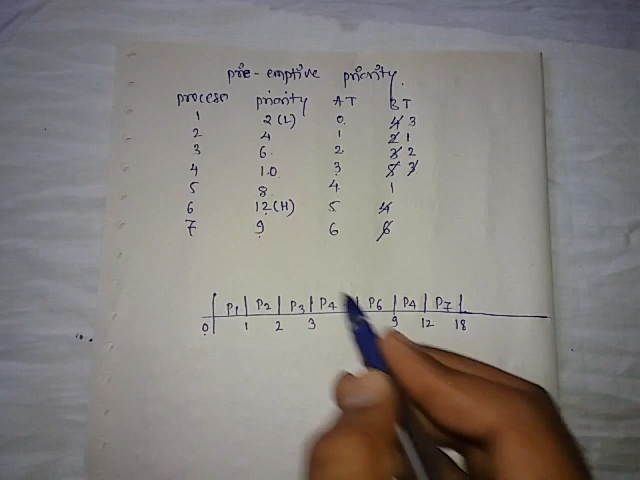 pre-emptive priority.
process priority AT BT
1 2(L) 0 4 3
2 4 1 2 1
3 6 2 3 2
4 10 3 5 3
5 8 4 1
6 12(H) 5 4
7 9 6 6
P1 P2 P3 P4 P6 P4 P7
0 1 2 3 9 12 18